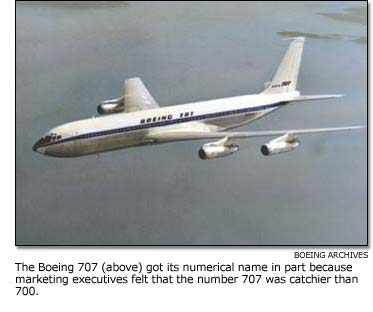 707
BOEING 707
BOEING ARCHIVES
The Boeing 707 (above) got its numerical name in part because
marketing executives felt that the number 707 was catchier than
700.